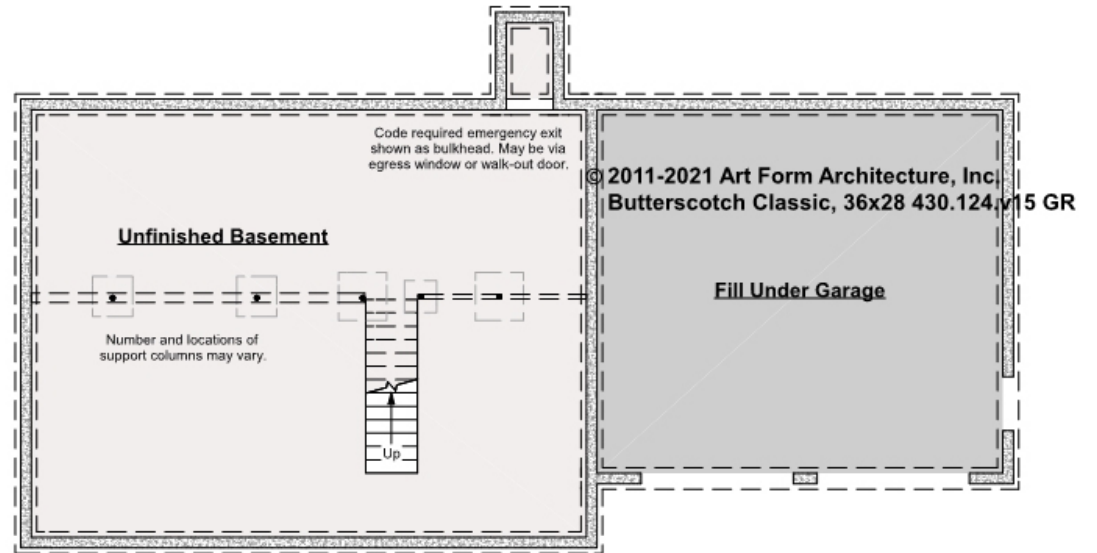 Code required emergency exit
shown as bulkhead. May be via
egress window or walk-out door.
© 2011-2021 Art Form Architecture, Inc.
Butterscotch Classic, 36x28 430.124.v15 GR
Unfinished Basement
Fill Under Garage
Number and locations of
support columns may vary.
Up